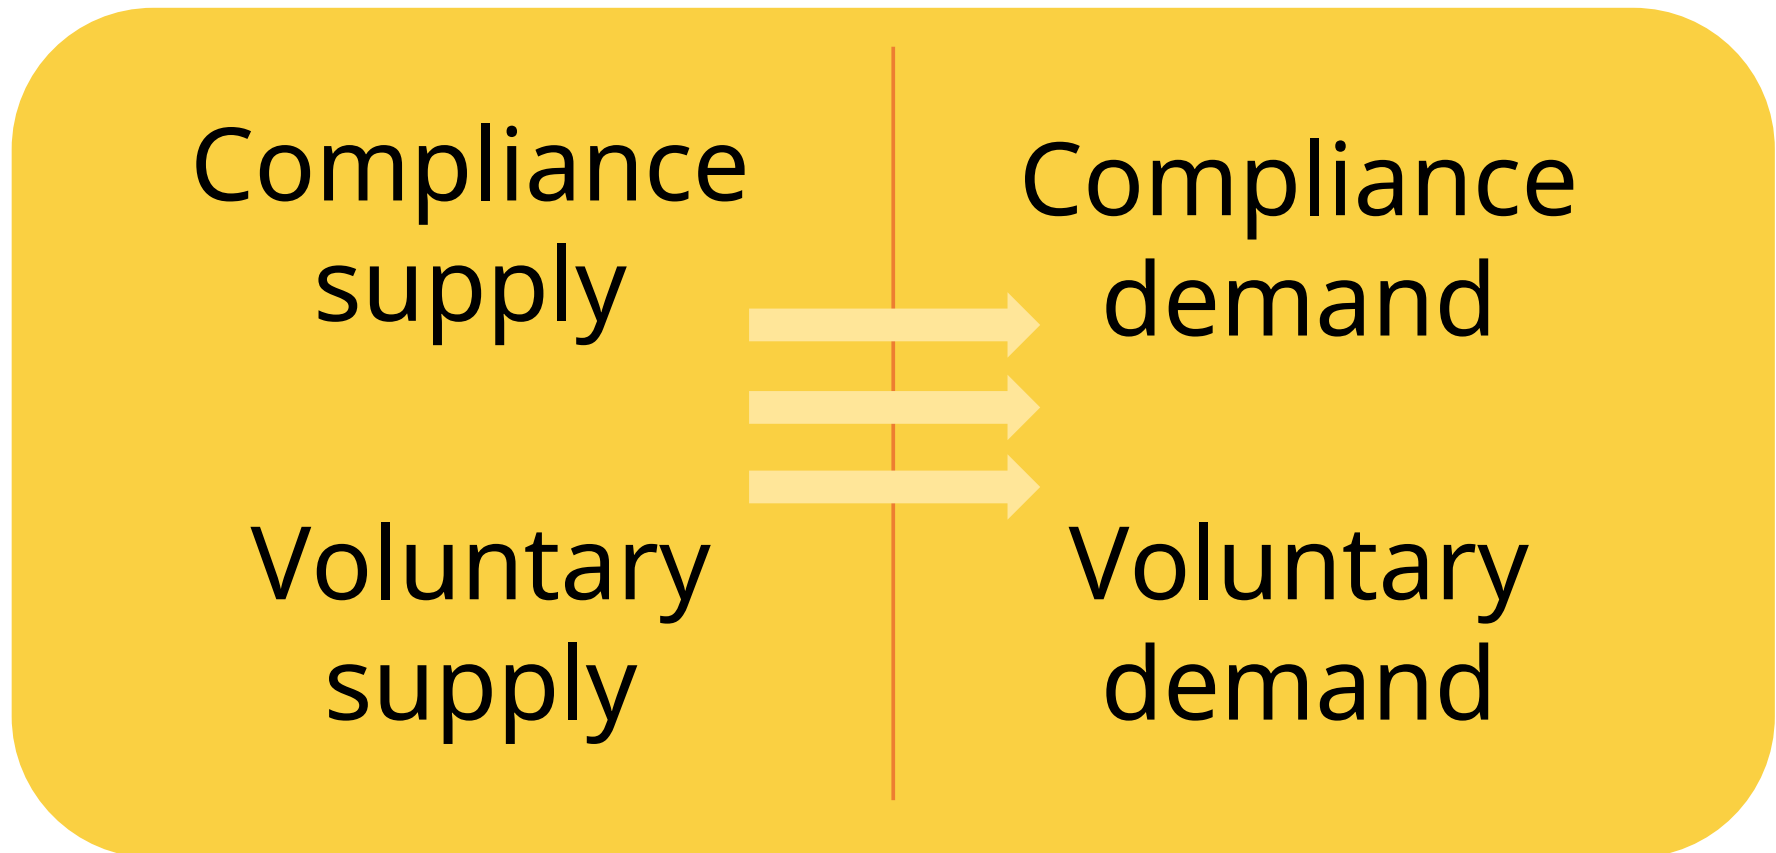 Compliance
supply
Voluntary
supply
Compliance
demand
Voluntary
demand